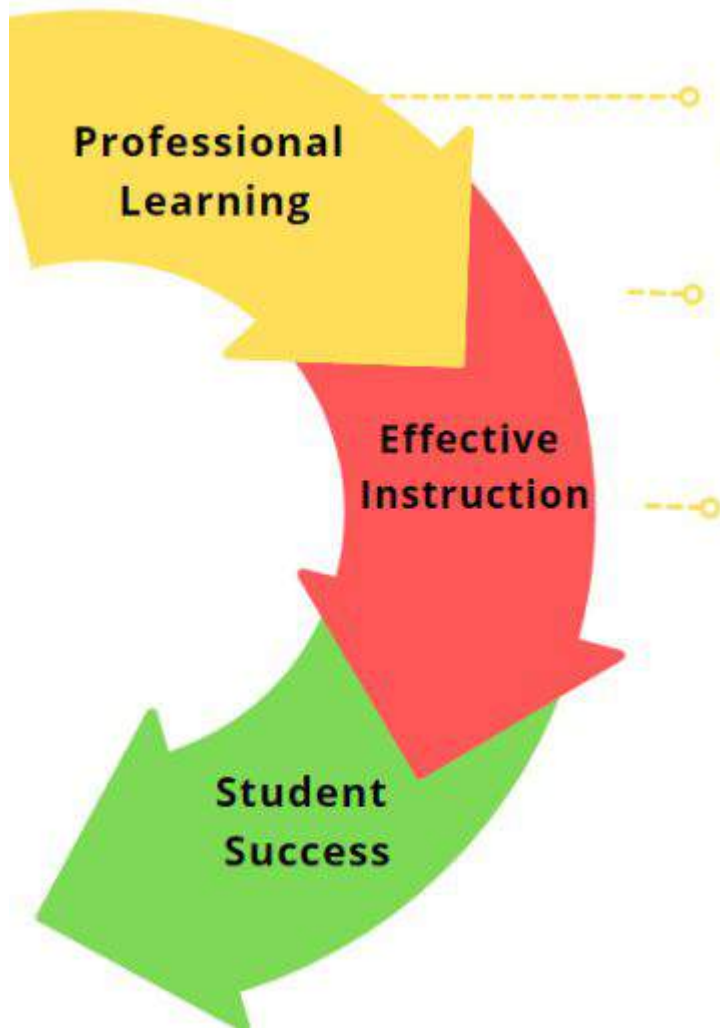 Professional
Learning
Effective
Instruction
Student
Success